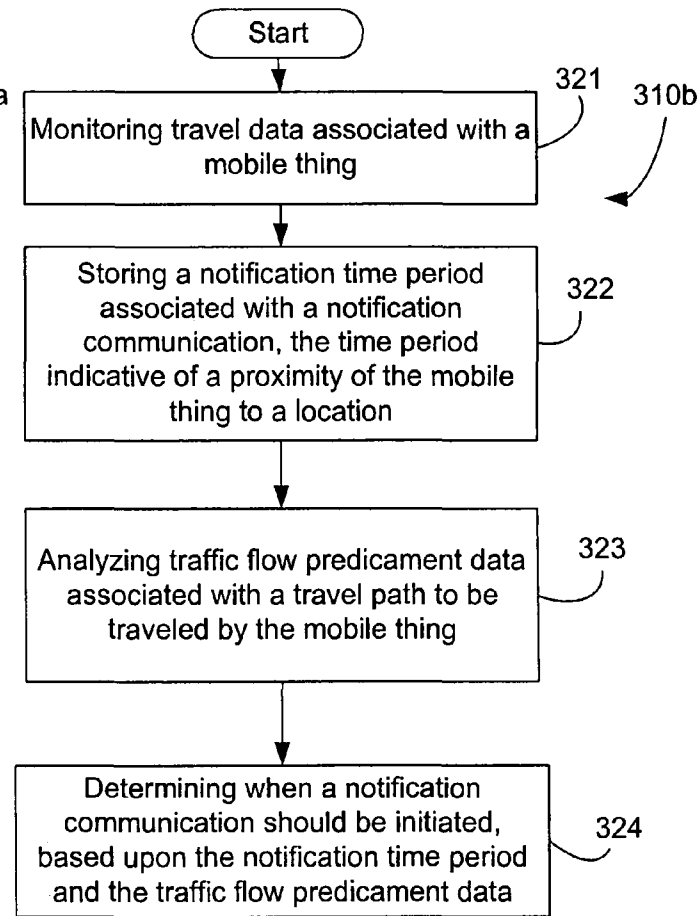 Start
a
321
310b
Monitoring travel data associated with a
mobile thing
Storing a notification time period
associated with a notification
communication, the time period
indicative of a proximity of the mobile
thing to a location
322
Analyzing traffic flow predicament data
associated with a travel path to be
traveled by the mobile thing
323
Determining when a notification
communication should be initiated,
based upon the notification time period
and the traffic flow predicament data
324